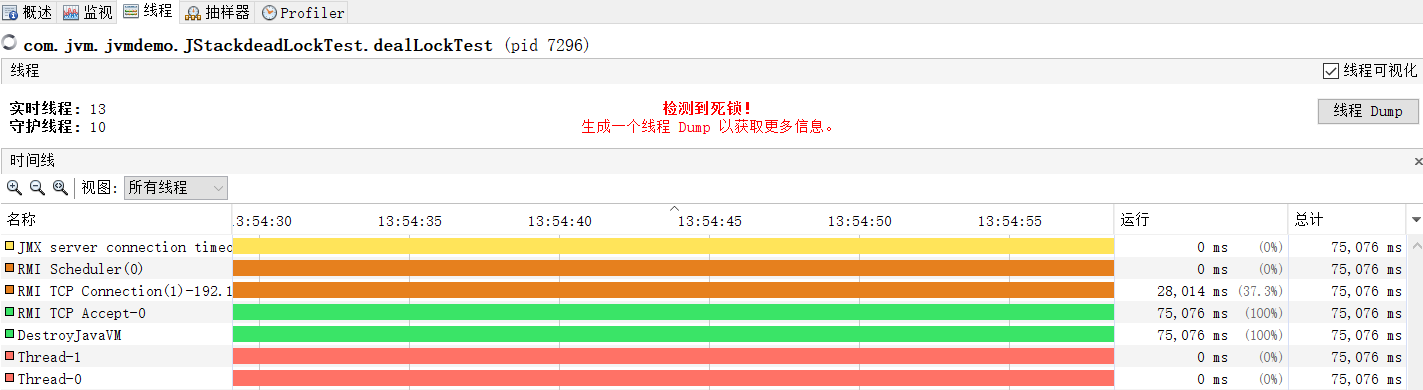 概述 监视 线程 抽样器 Profiler
com.jvm.jvmdemo.JStackdeadLockTest.dealLockTest (pid 7296)
线程 线程可视化
实时线程: 13
守护线程: 10
检测到死锁!
生成一个线程 Dump 以获取更多信息。
线程 Dump
时间线
视图: 所有线程
名称 3:54:30 13:54:35 13:54:40 13:54:45 13:54:50 13:54:55 运行 总计
JMX server connection timeo 0 ms (0%) 75,076 ms
RMI Scheduler(0) 0 ms (0%) 75,076 ms
RMI TCP Connection(1)-192.1 28,014 ms (37.3%) 75,076 ms
RMI TCP Accept-0 75,076 ms (100%) 75,076 ms
DestroyJavaVM 75,076 ms (100%) 75,076 ms
Thread-1 0 ms (0%) 75,076 ms
Thread-0 0 ms (0%) 75,076 ms